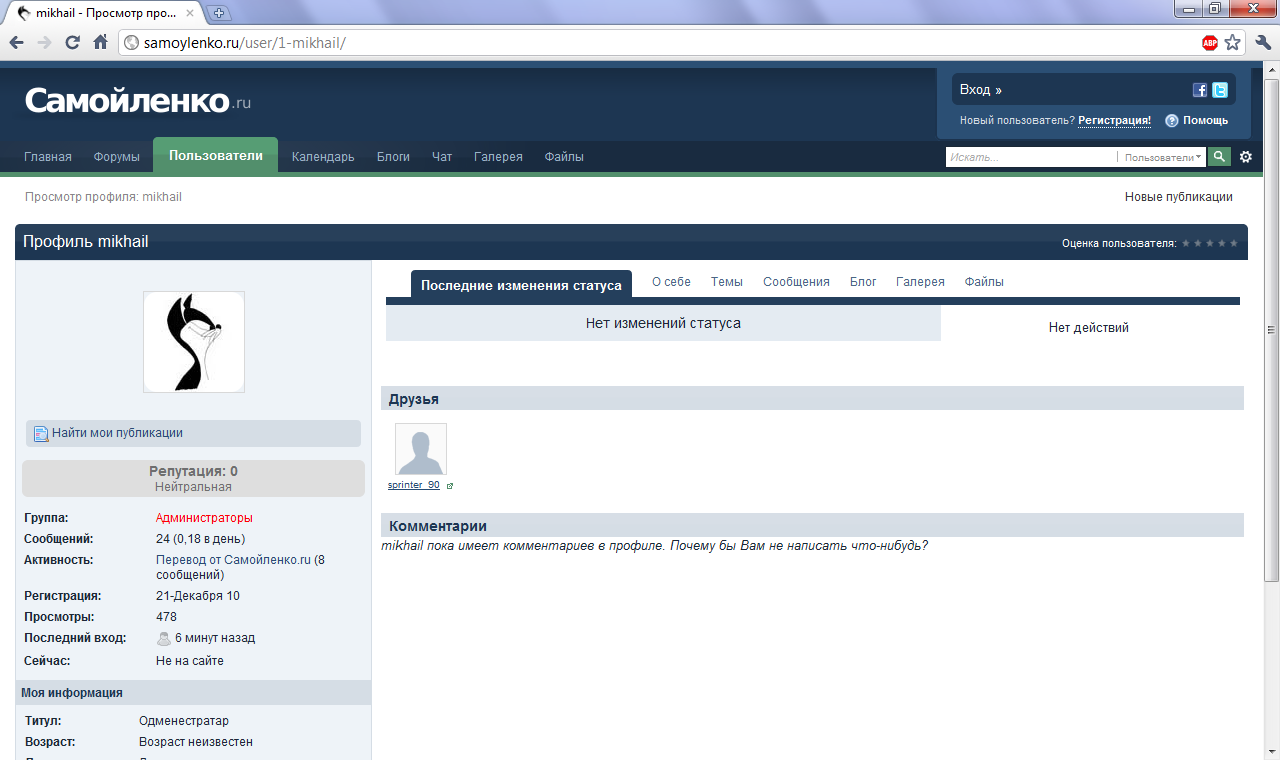 mikhail - Просмотр про...
samoylenko.ru/user/1-mikhail/
ABP
Самойленко.ru
Вход »
Новый пользователь? Регистрация! Помощь
Главная Форумы Пользователи Календарь Блоги Чат Галерея Файлы
Искать... Пользователи
Просмотр профиля: mikhail
Новые публикации
Профиль mikhail
Оценка пользователя:
Последние изменения статуса О себе Темы Сообщения Блог Галерея Файлы
Нет изменений статуса
Нет действий
Найти мои публикации
Репутация: 0
Нейтральная
Группа: Администраторы
Сообщений: 24 (0,18 в день)
Активность: Перевод от Самойленко.ru (8
сообщений)
Регистрация: 21-Декабря 10
Просмотры: 478
Последний вход: 6 минут назад
Сейчас: Не на сайте
Моя информация
Титул: Одменестратар
Возраст: Возраст неизвестен
Друзья
sprinter_90
Комментарии
mikhail пока имеет комментариев в профиле. Почему бы Вам не написать что-нибудь?